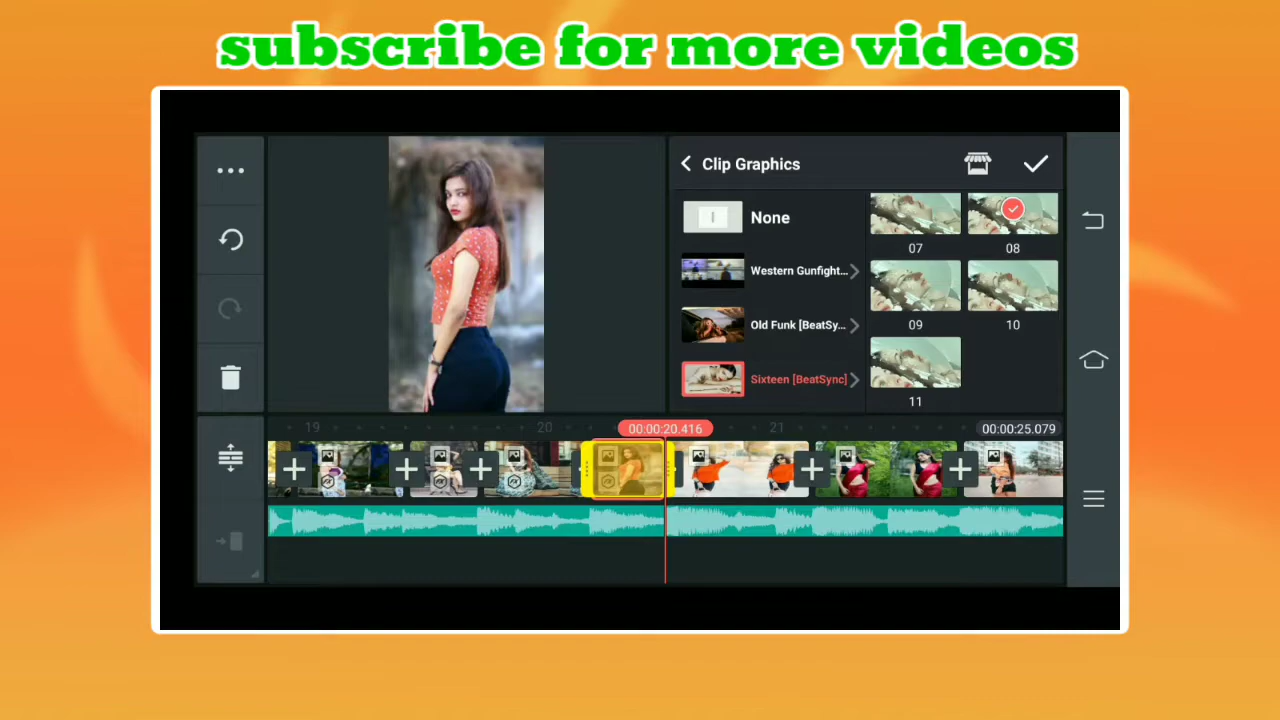 subscribe for more videos
Clip Graphics
None
07
08
Western Gunfight...
Old Funk [BeatSy...
09
10
Sixteen [BeatSync]
11
19
20
00:00:20.416
21
00:00:25.079